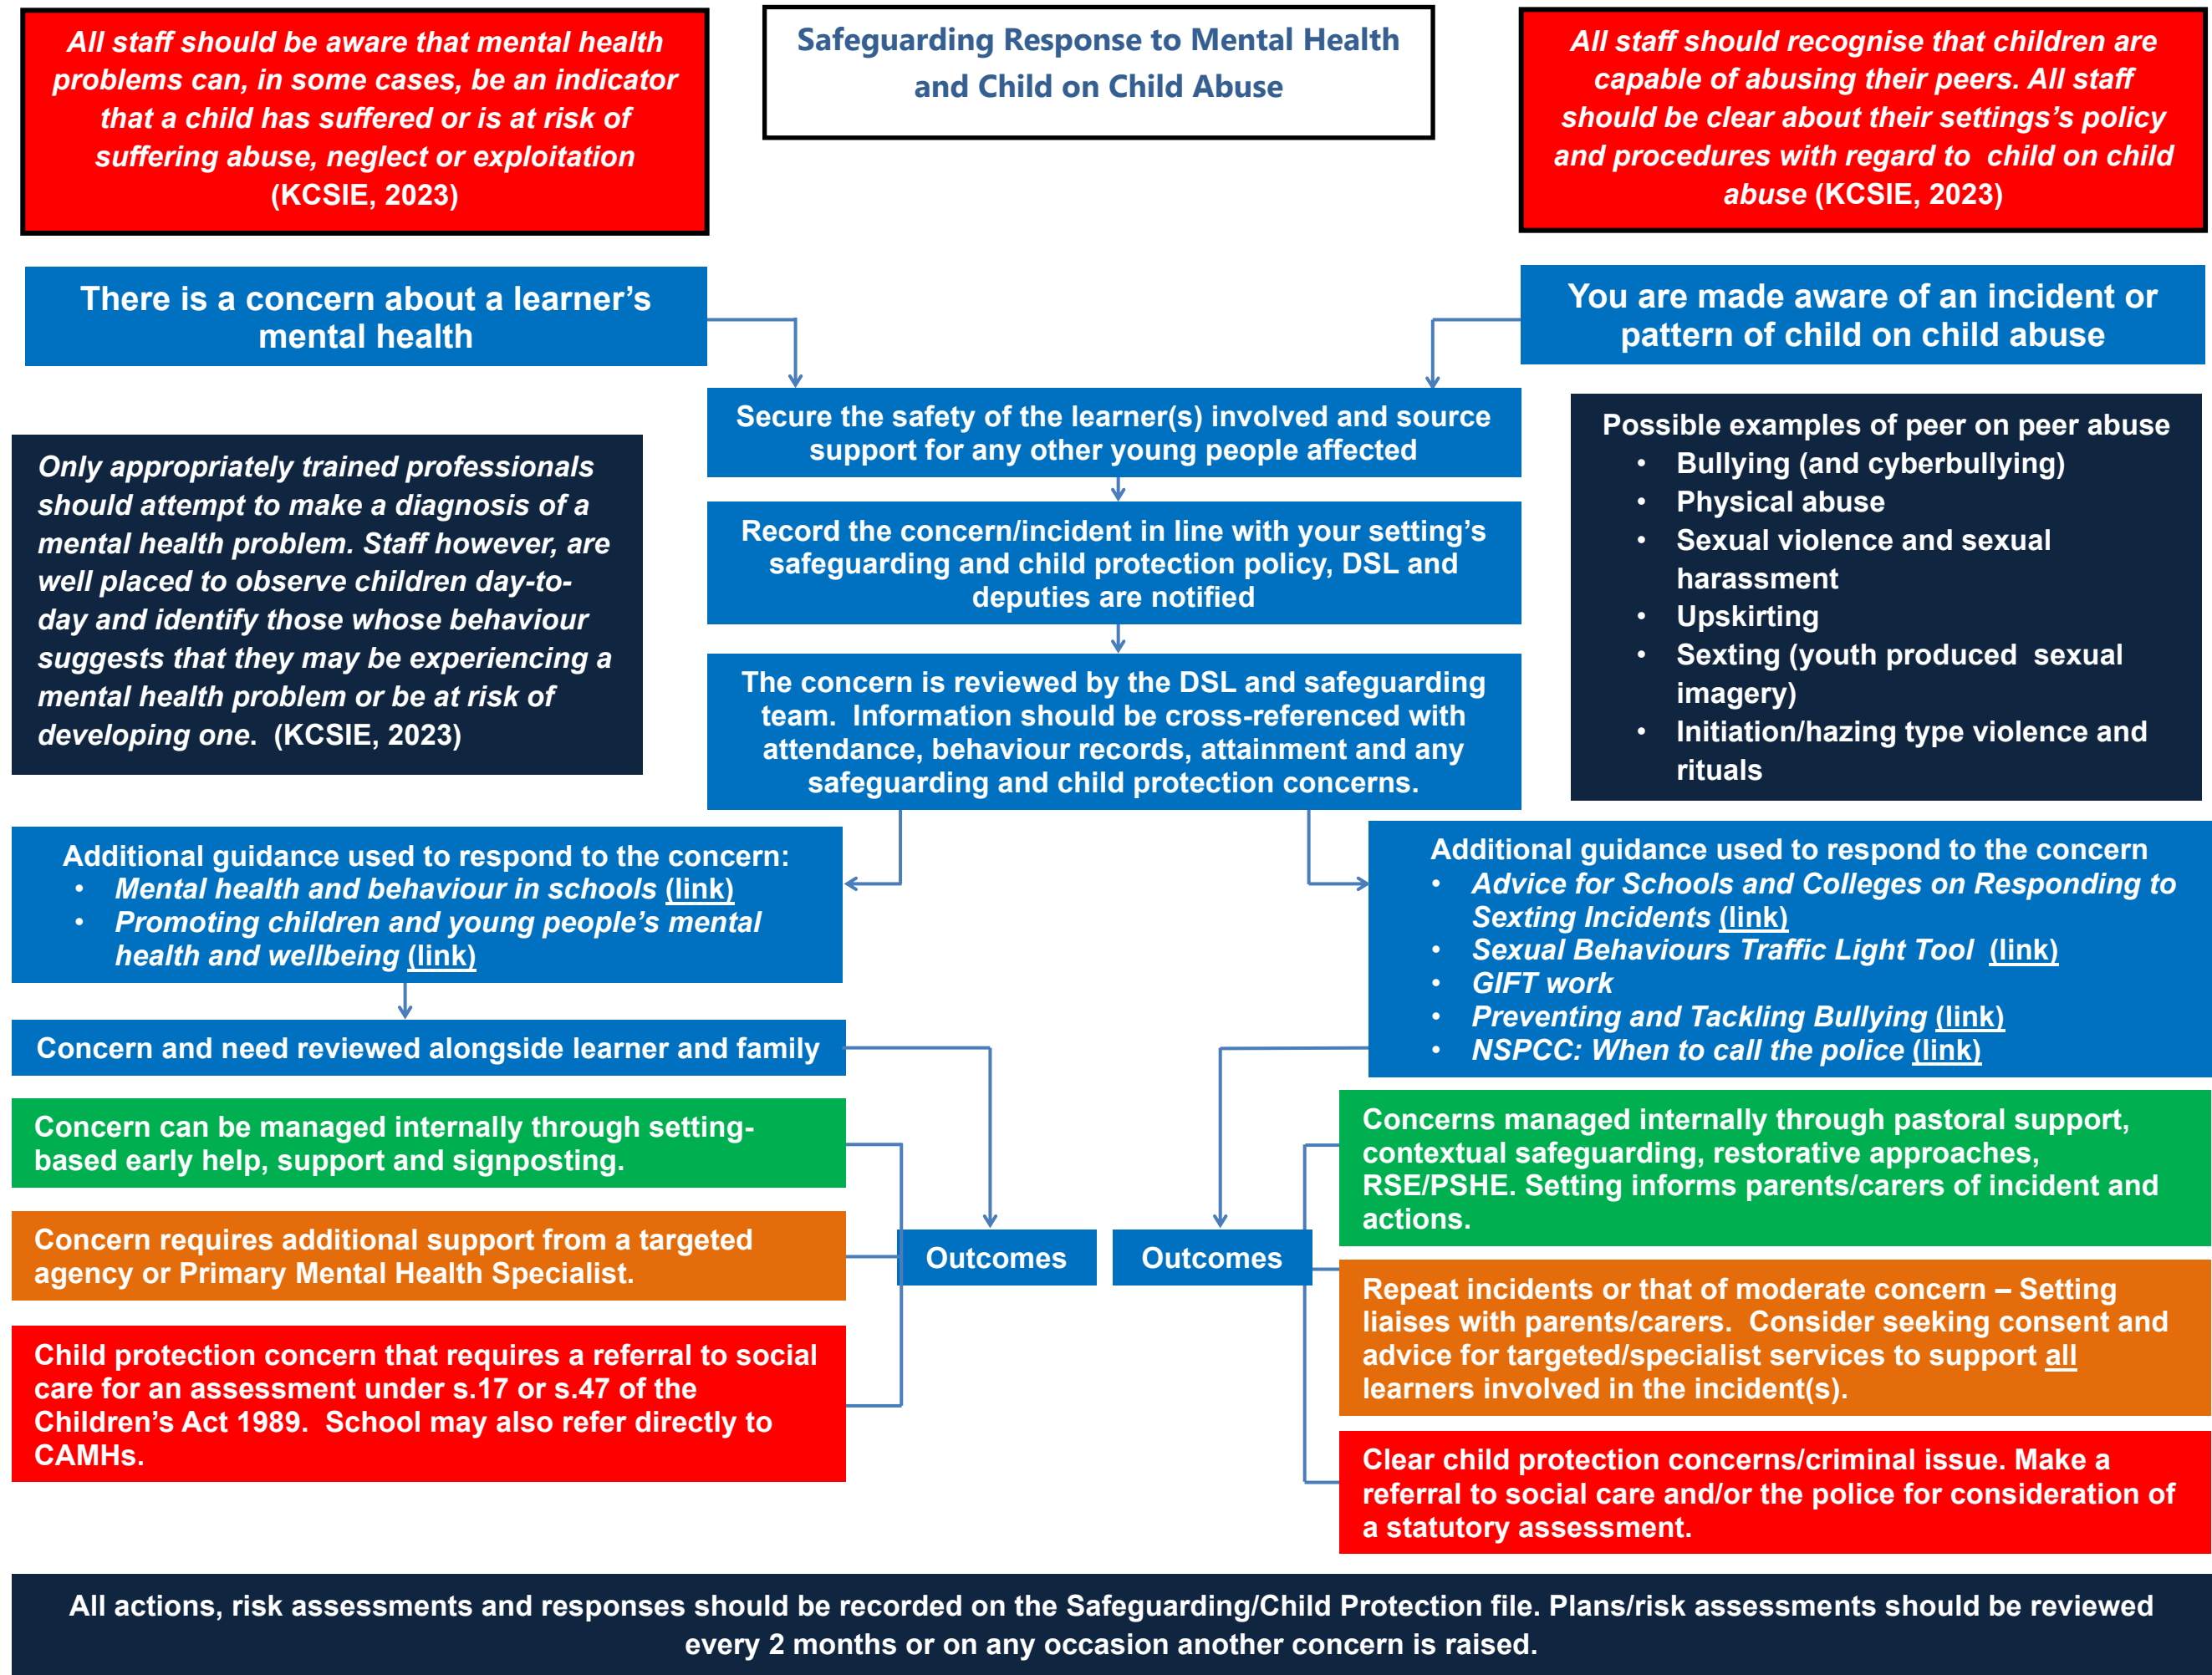 All staff should be aware that mental health
problems can, in some cases, be an indicator
that a child has suffered or is at risk of
suffering abuse, neglect or exploitation
(KCSIE, 2023)
Safeguarding Response to Mental Health
and Child on Child Abuse
All staff should recognise that children are
capable of abusing their peers. All staff
should be clear about their settings's policy
and procedures with regard to child on child
abuse (KCSIE, 2023)
There is a concern about a learner’s
mental health
You are made aware of an incident or
pattern of child on child abuse
Secure the safety of the learner(s) involved and source
support for any other young people affected
Only appropriately trained professionals
should attempt to make a diagnosis of a
mental health problem. Staff however, are
well placed to observe children day-to-
day and identify those whose behaviour
suggests that they may be experiencing a
mental health problem or be at risk of
developing one. (KCSIE, 2023)
Record the concern/incident in line with your setting’s
safeguarding and child protection policy, DSL and
deputies are notified
Possible examples of peer on peer abuse
• Bullying (and cyberbullying)
• Physical abuse
• Sexual violence and sexual
harassment
• Upskirting
• Sexting (youth produced sexual
imagery)
• Initiation/hazing type violence and
rituals
The concern is reviewed by the DSL and safeguarding
team. Information should be cross-referenced with
attendance, behaviour records, attainment and any
safeguarding and child protection concerns.
Additional guidance used to respond to the concern:
• Mental health and behaviour in schools (link)
• Promoting children and young people’s mental
health and wellbeing (link)
Additional guidance used to respond to the concern
• Advice for Schools and Colleges on Responding to
Sexting Incidents (link)
• Sexual Behaviours Traffic Light Tool (link)
• GIFT work
• Preventing and Tackling Bullying (link)
• NSPCC: When to call the police (link)
Concern and need reviewed alongside learner and family
Concern can be managed internally through setting-
based early help, support and signposting.
Concern requires additional support from a targeted
agency or Primary Mental Health Specialist.
Child protection concern that requires a referral to social
care for an assessment under s.17 or s.47 of the
Children’s Act 1989. School may also refer directly to
CAMHs.
Outcomes
Outcomes
Concerns managed internally through pastoral support,
contextual safeguarding, restorative approaches,
RSE/PSHE. Setting informs parents/carers of incident and
actions.
Repeat incidents or that of moderate concern – Setting
liaises with parents/carers. Consider seeking consent and
advice for targeted/specialist services to support all
learners involved in the incident(s).
Clear child protection concerns/criminal issue. Make a
referral to social care and/or the police for consideration of
a statutory assessment.
All actions, risk assessments and responses should be recorded on the Safeguarding/Child Protection file. Plans/risk assessments should be reviewed
every 2 months or on any occasion another concern is raised.